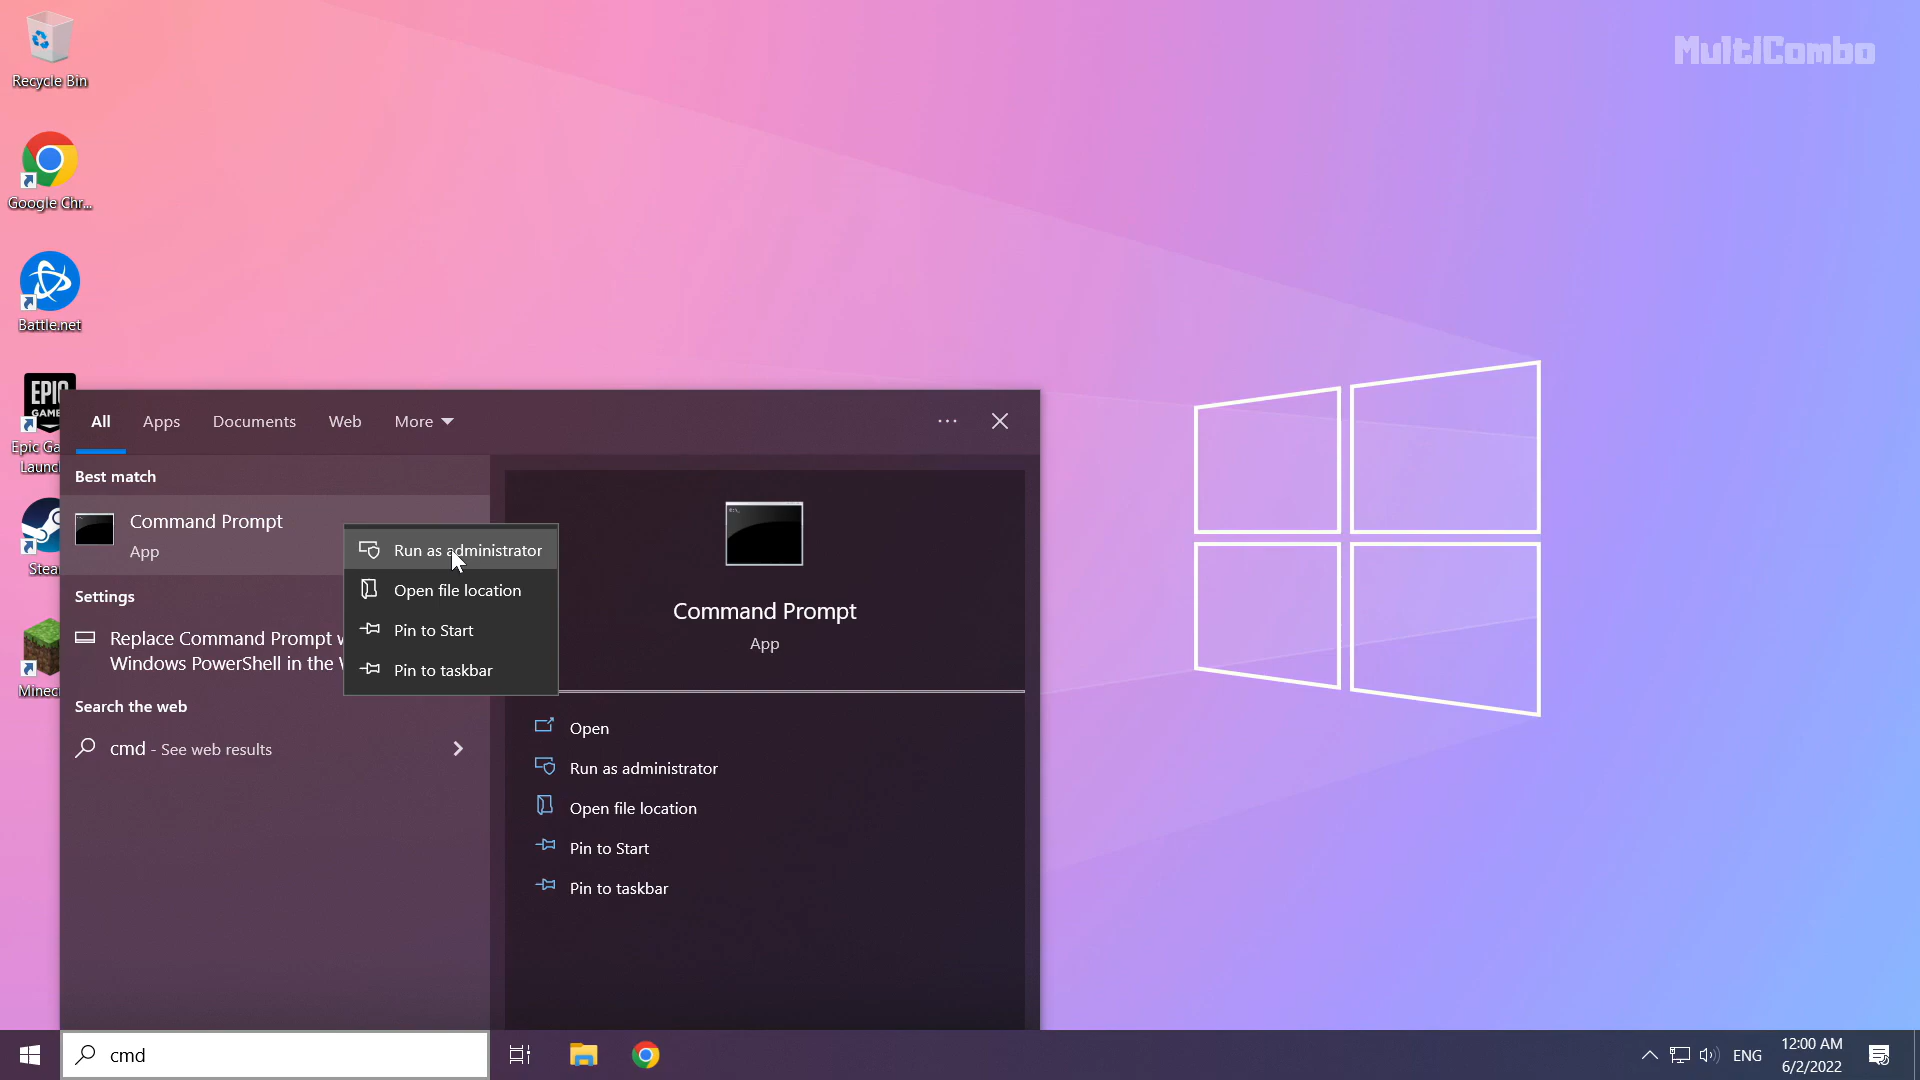 MultiCombo
Recycle Bin
Google Chr...
Battle.net
EPIC
GAM
Epic Ga
Launc
Stea
Minec
All
Apps
Documents
Web
More
Best match
Command Prompt
App
Settings
Replace Command Prompt
Windows PowerShell in the
Search the web
cmd - See web results
Run as administrator
Open file location
Pin to Start
Pin to taskbar
Command Prompt
App
Open
Run as administrator
Open file location
Pin to Start
Pin to taskbar
cmd
ENG
12:00 AM
6/2/2022